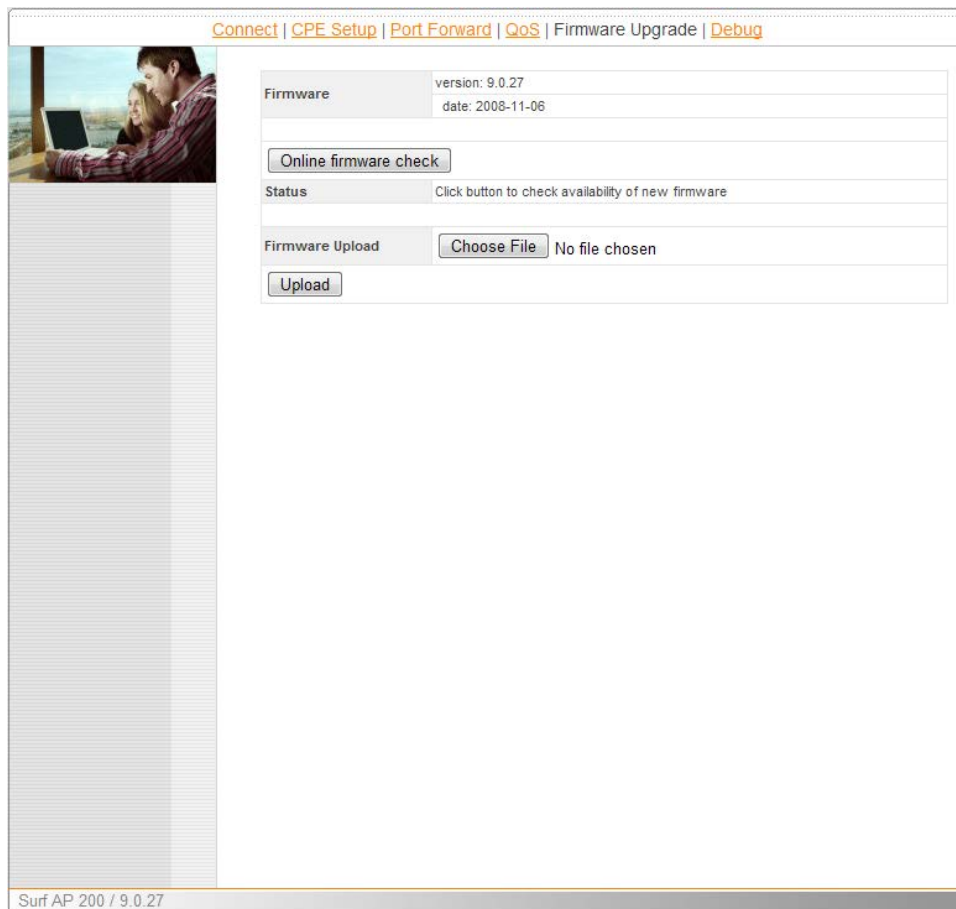 Connect | CPE Setup | Port Forward | QoS | Firmware Upgrade | Debug
Firmware
version: 9.0.27
date: 2008-11-06
Online firmware check
Status
Click button to check availability of new firmware
Firmware Upload
Choose File No file chosen
Upload
Surf AP 200 / 9.0.27